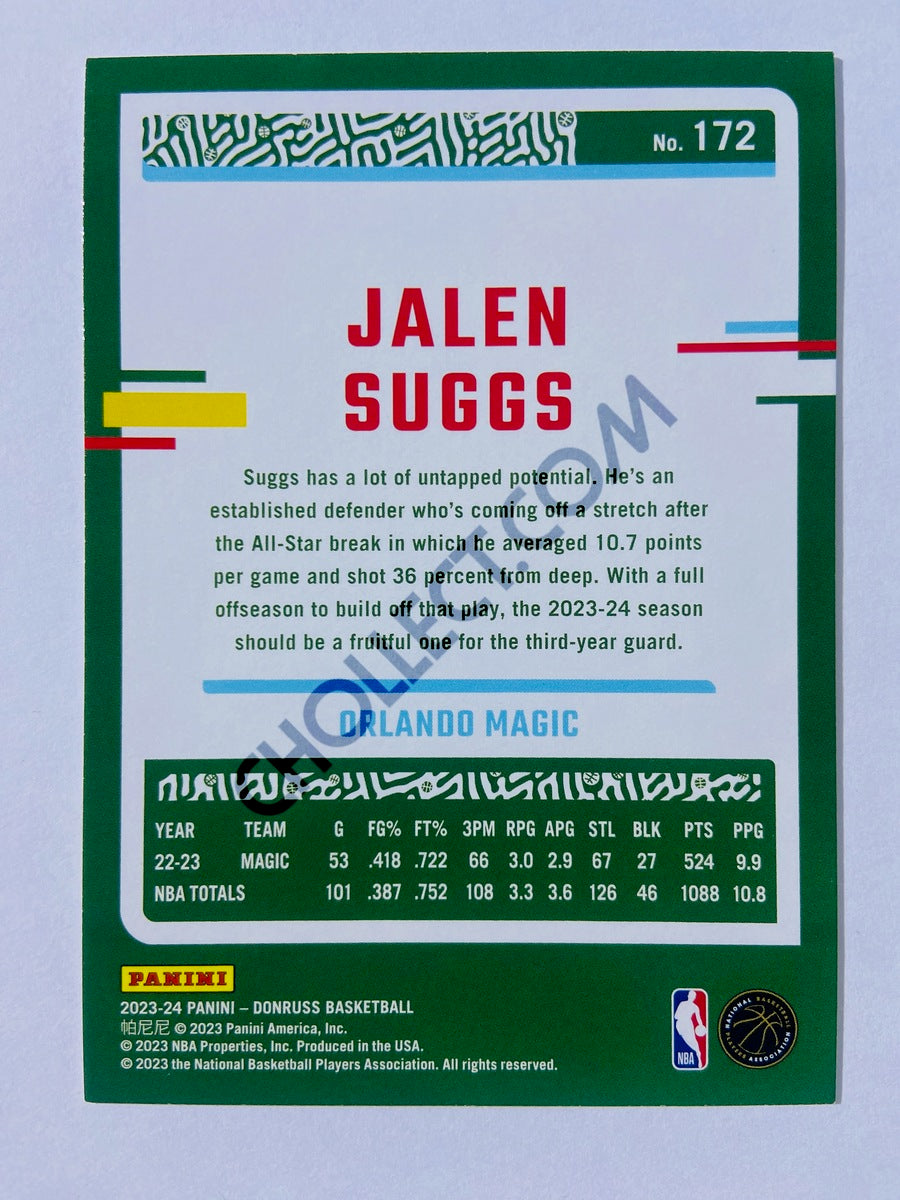 No. 172
JALEN
SUGGS
Suggs has a lot of untapped potential. He's an
established defender who's coming off a stretch after
the All-Star break in which he averaged 10.7 points
per game and shot 36 percent from deep. With a full
offseason to build off that play, the 2023-24 season
should be a fruitful one for the third-year guard.
CHOLLECT.COM
ORLANDO MAGIC
YEAR TEAM G FG% FT% 3PM RPG APG STL BLK PTS PPG
22-23 MAGIC 53 .418 .722 66 3.0 2.9 67 27 524 9.9
NBA TOTALS 101 .387 .752 108 3.3 3.6 126 46 1088 10.8
PANINI
2023-24 PANINI – DONRUSS BASKETBALL
帕尼尼 © 2023 Panini America, Inc.
© 2023 NBA Properties, Inc. Produced in the USA.
© 2023 the National Basketball Players Association. All rights reserved.
NBA
NATIONAL BASKETBALL
PLAYERS ASSOCIATION